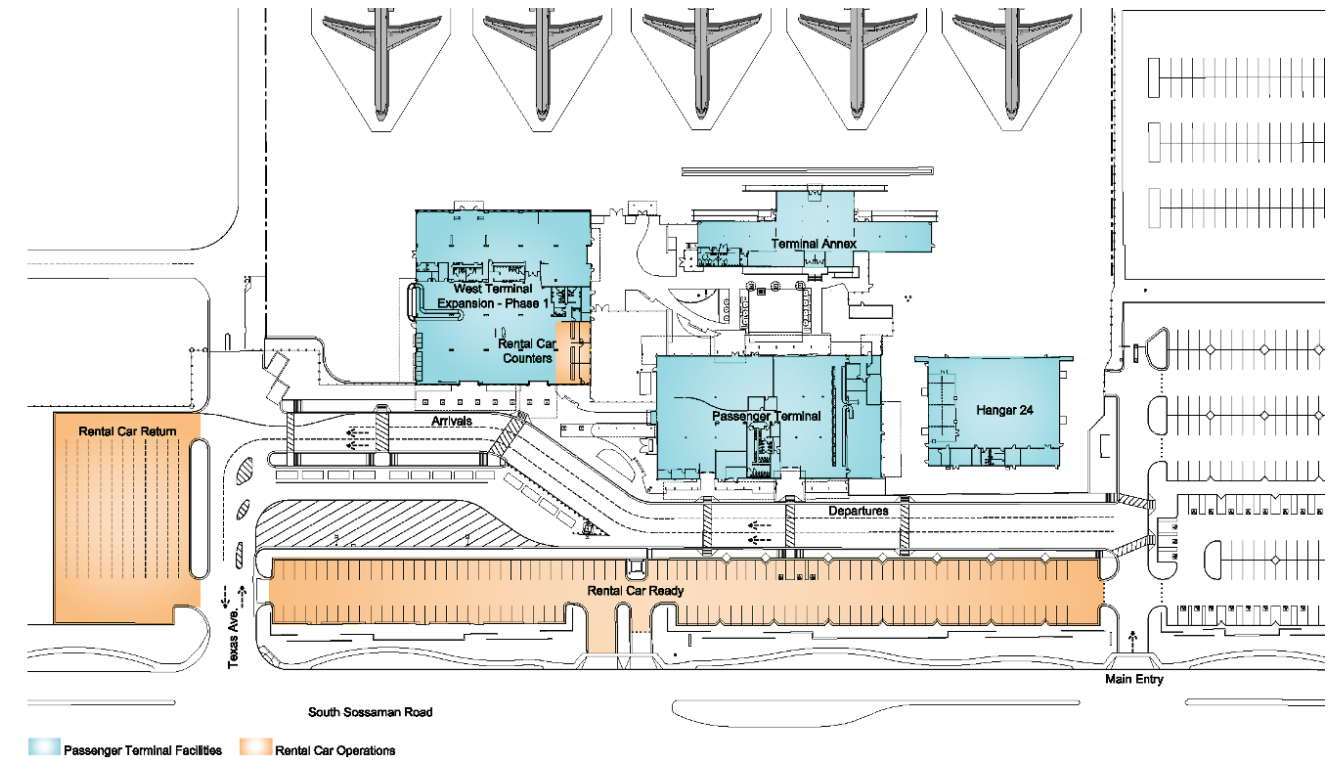 Terminal Annex
West Terminal
Expansion - Phase 1
Rental Car
Counters
Passenger Terminal
Hangar 24
Arrivals
Rental Car Return
Departures
Rental Car Ready
Texas Ave.
Main Entry
South Sossaman Road
Passenger Terminal Facilities
Rental Car Operations